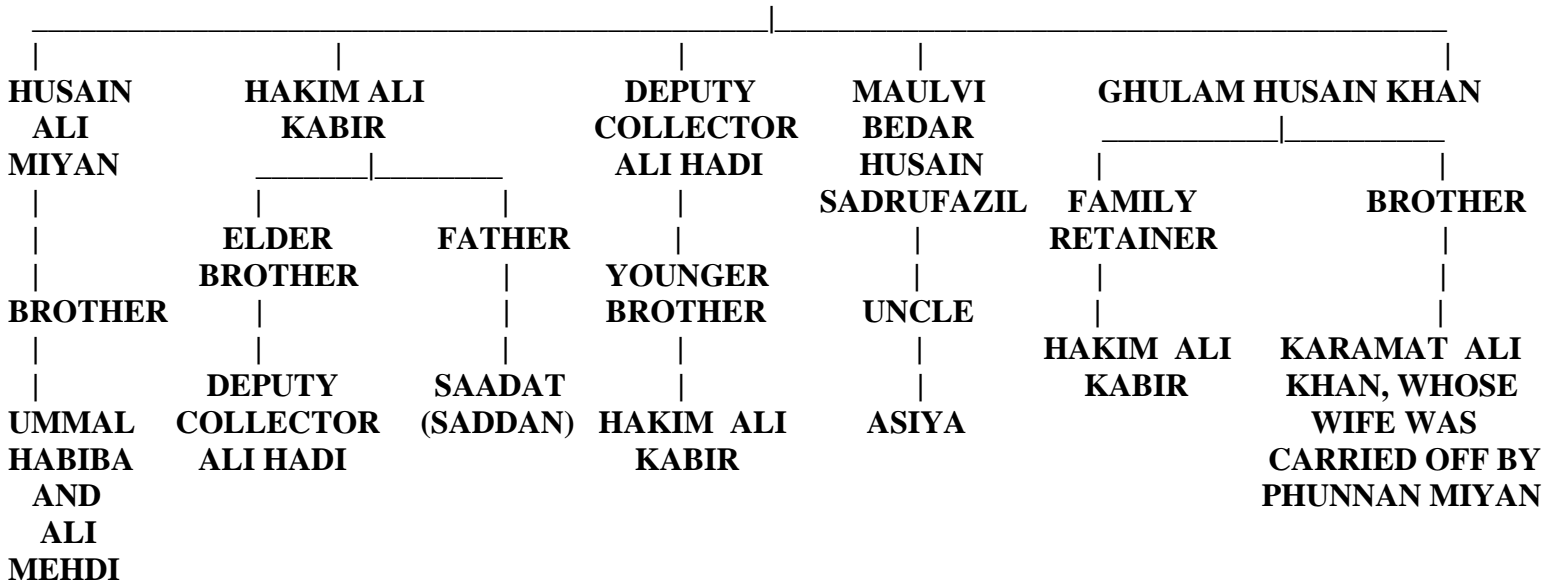 HUSAIN HAKIM ALI DEPUTY MAULVI GHULAM HUSAIN KHAN
ALI KABIR COLLECTOR BEDAR
MIYAN ALI HADI HUSAIN
SADRUFAZIL FAMILY BROTHER
ELDER FATHER RETAINER
BROTHER YOUNGER
BROTHER BROTHER UNCLE
HAKIM ALI KARAMAT ALI
DEPUTY SAADAT KABIR KHAN, WHOSE
UMMAL COLLECTOR (SADDAN) HAKIM ALI ASIYA WIFE WAS
HABIBA ALI HADI KABIR CARRIED OFF BY
AND PHUNNAN MIYAN
ALI
MEHDI